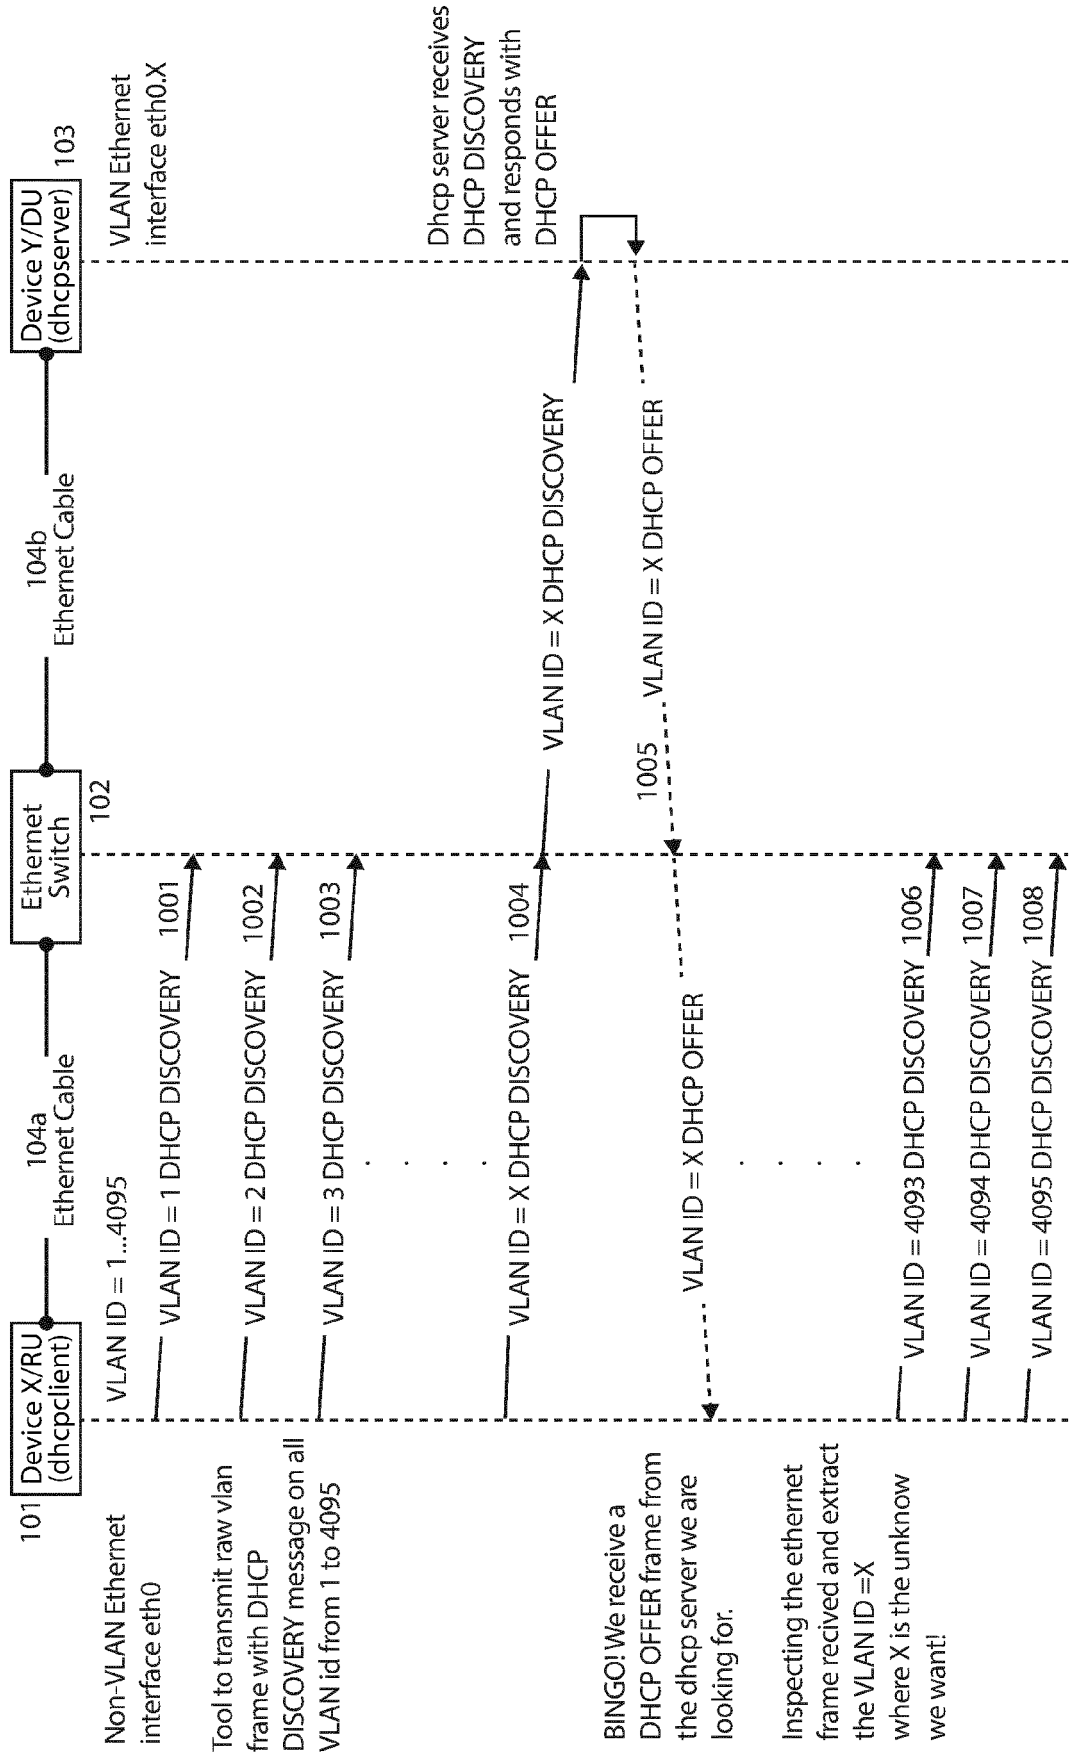 101
Device X/RU
(dhcpclient)
104a
Ethernet Cable
Ethernet
Switch
102
104b
Ethernet Cable
Device Y/DU
(dhcpserver)
103
Non-VLAN Ethernet
interface eth0
VLAN ID = 1...4095
VLAN Ethernet
interface eth0.X
Tool to transmit raw vlan
frame with DHCP
DISCOVERY message on all
VLAN id from 1 to 4095
VLAN ID = 1 DHCP DISCOVERY
1001
VLAN ID = 2 DHCP DISCOVERY
1002
VLAN ID = 3 DHCP DISCOVERY
1003
VLAN ID = X DHCP DISCOVERY
1004
VLAN ID = X DHCP DISCOVERY
Dhcp server receives
DHCP DISCOVERY
and responds with
DHCP OFFER
1005
VLAN ID = X DHCP OFFER
VLAN ID = X DHCP OFFER
BINGO! We receive a
DHCP OFFER frame from
the dhcp server we are
looking for.
Inspecting the ethernet
frame recived and extract
the VLAN ID =X
where X is the unknow
we want!
VLAN ID = 4093 DHCP DISCOVERY
1006
VLAN ID = 4094 DHCP DISCOVERY
1007
VLAN ID = 4095 DHCP DISCOVERY
1008